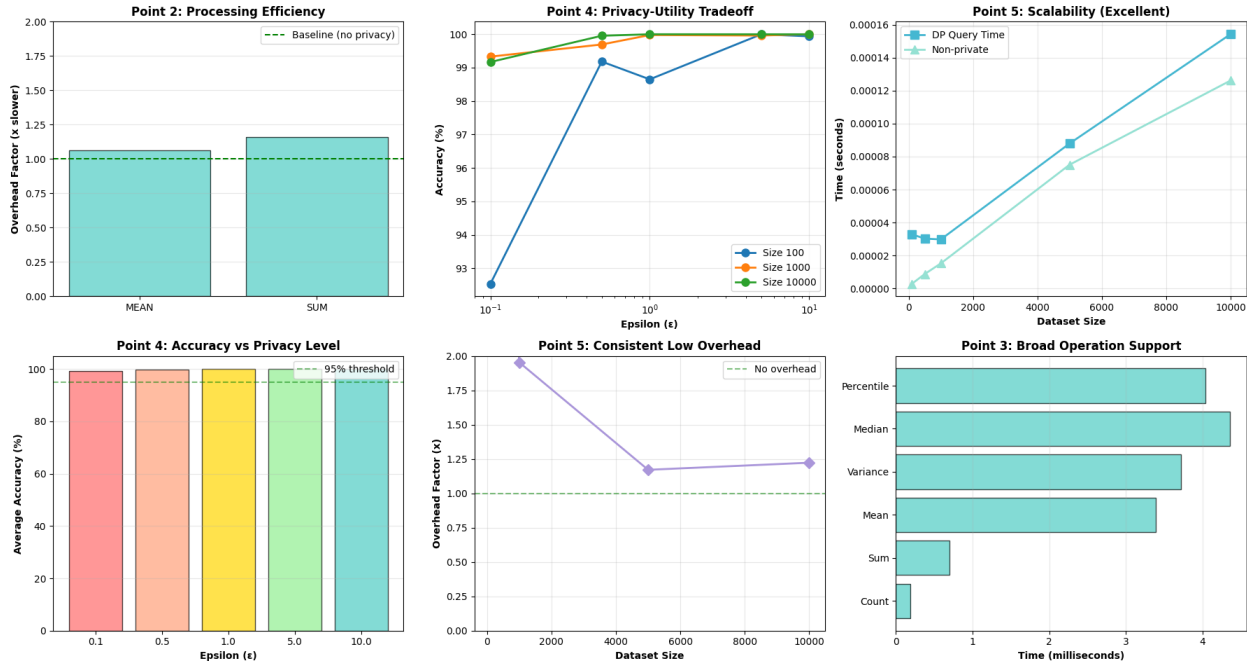 Point 2: Processing Efficiency
Overhead Factor (x slower)
2.00
1.75
1.50
1.25
1.00
0.75
0.50
0.25
0.00
Baseline (no privacy)
MEAN
SUM
Point 4: Privacy-Utility Tradeoff
Accuracy (%)
100
99
98
97
96
95
94
93
Size 100
Size 1000
Size 10000
10⁻¹
10⁰
10¹
Epsilon (ε)
Point 5: Scalability (Excellent)
Time (seconds)
0.00016
0.00014
0.00012
0.00010
0.00008
0.00006
0.00004
0.00002
0.00000
DP Query Time
Non-private
0
2000
4000
6000
8000
10000
Dataset Size
Point 4: Accuracy vs Privacy Level
Average Accuracy (%)
100
80
60
40
20
0
95% threshold
0.1
0.5
1.0
5.0
10.0
Epsilon (ε)
Point 5: Consistent Low Overhead
Overhead Factor (x)
2.00
1.75
1.50
1.25
1.00
0.75
0.50
0.25
0.00
No overhead
0
2000
4000
6000
8000
10000
Dataset Size
Point 3: Broad Operation Support
Percentile
Median
Variance
Mean
Sum
Count
0
1
2
3
4
Time (milliseconds)